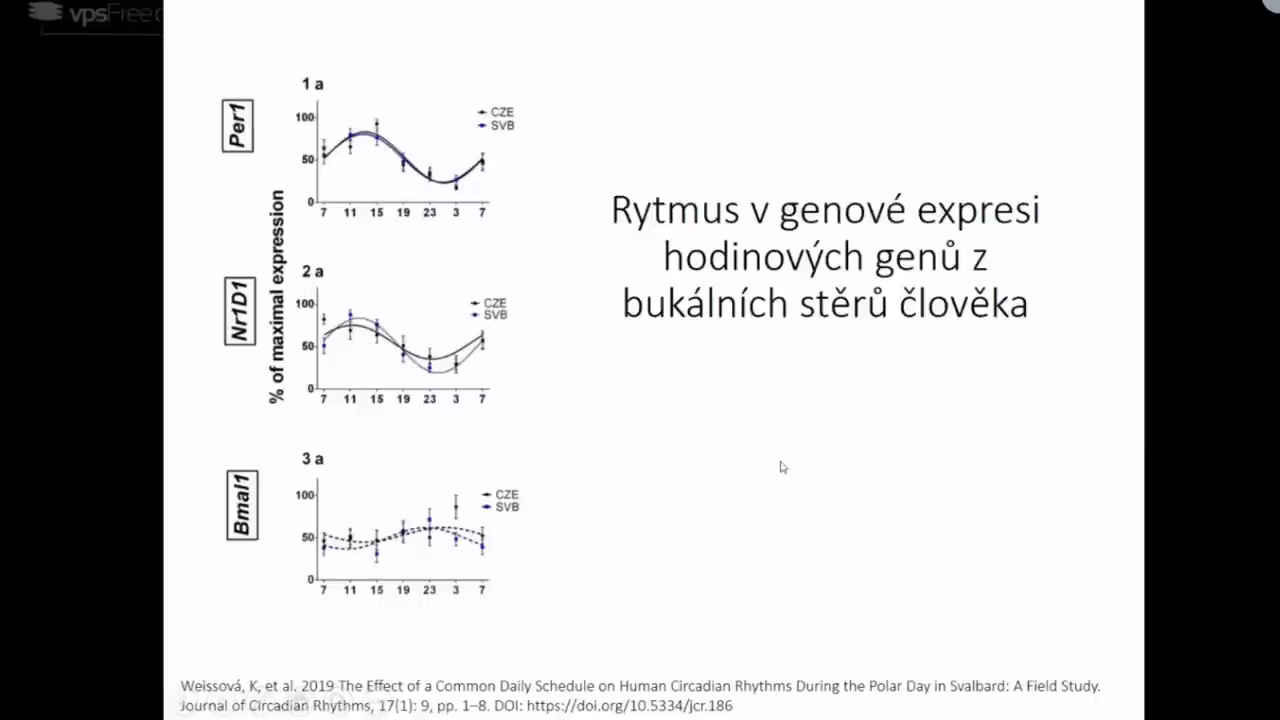 vpsFree
1 a
Per1
100
50
0
7 11 15 19 23 3 7
CZE
SVB
% of maximal expression
2 a
Nr1D1
100
50
0
7 11 15 19 23 3 7
CZE
SVB
3 a
Bmal1
100
50
0
7 11 15 19 23 3 7
CZE
SVB
Rytmus v genové expresi
hodinových genů z
bukálních stěrů člověka
Weissová, K, et al. 2019 The Effect of a Common Daily Schedule on Human Circadian Rhythms During the Polar Day in Svalbard: A Field Study.
Journal of Circadian Rhythms, 17(1): 9, pp. 1–8. DOI: https://doi.org/10.5334/jcr.186